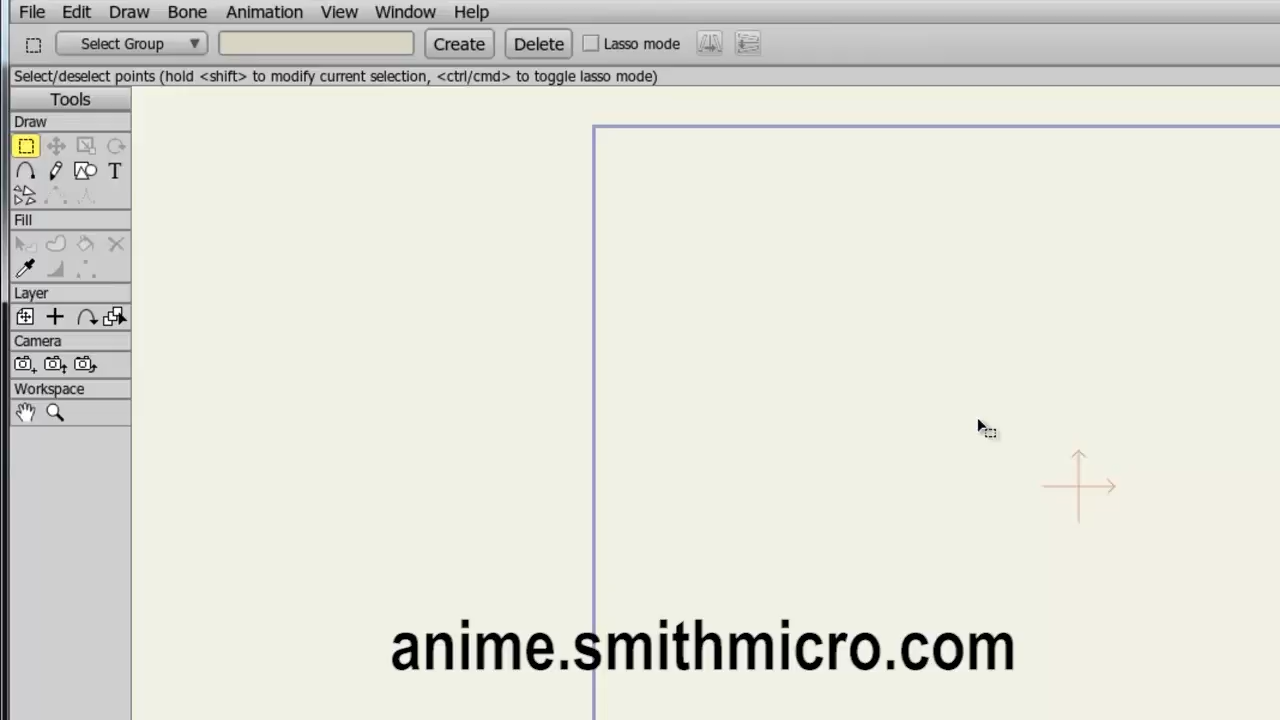 File Edit Draw Bone Animation View Window Help
Select Group Create Delete Lasso mode
Select/deselect points (hold <shift> to modify current selection, <ctrl/cmd> to toggle lasso mode)
Tools
Draw
T
Fill
Layer
Camera
Workspace
anime.smithmicro.com